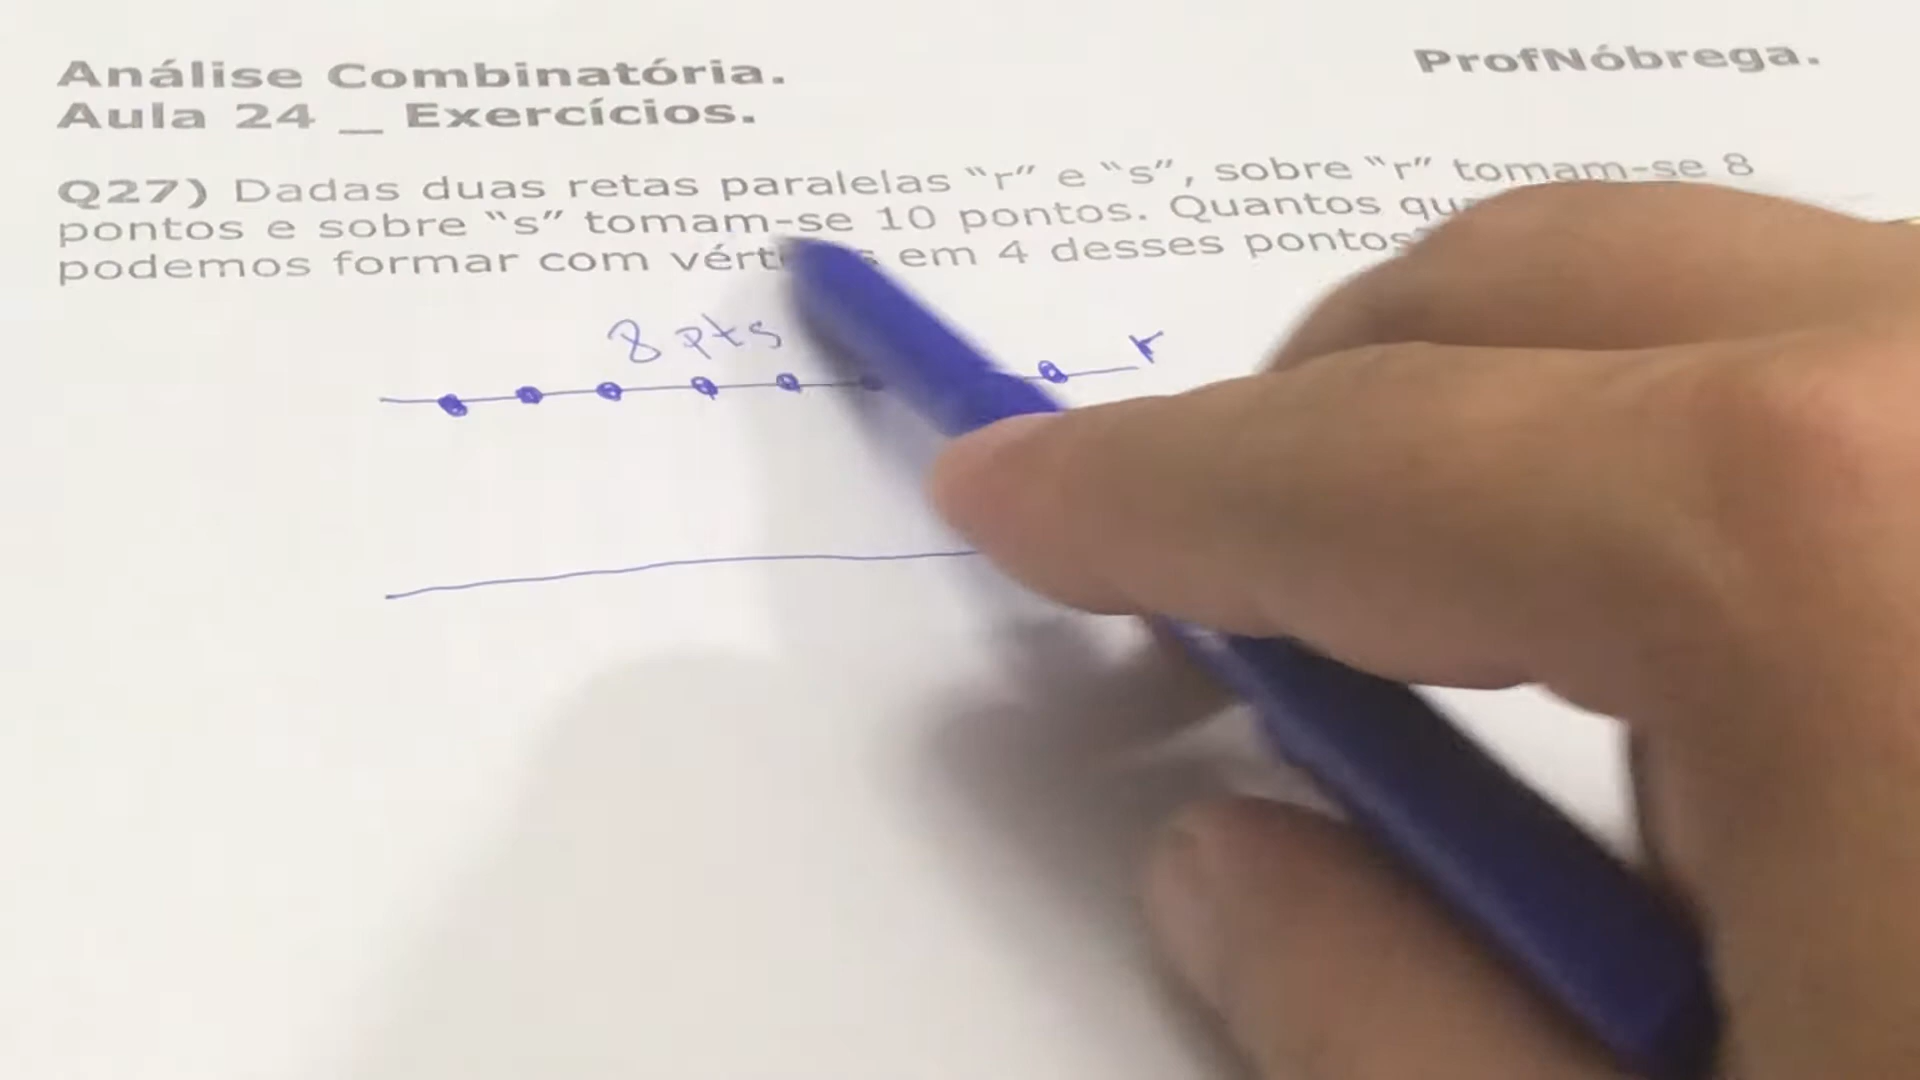 Análise Combinatória.
ProfNóbrega.
Aula 24 _ Exercícios.
Q27) Dadas duas retas paralelas “r” e “s”, sobre “r” tomam-se 8
pontos e sobre “s” tomam-se 10 pontos. Quantos
podemos formar com em 4 desses pontos
8 pts
r